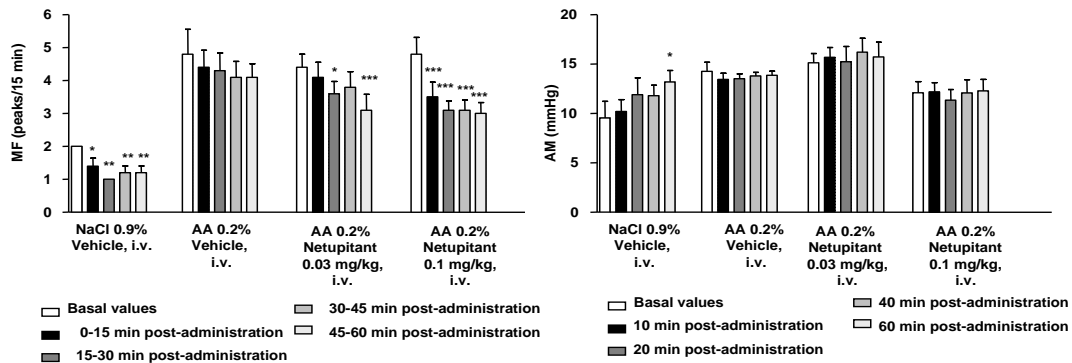 MF (peaks/15 min)
6
5
4
3
2
1
0
*
**
**
**
*
***
***
***
***
***
NaCl 0.9%
Vehicle, i.v.
AA 0.2%
Vehicle,
i.v.
AA 0.2%
Netupitant
0.03 mg/kg,
i.v.
AA 0.2%
Netupitant
0.1 mg/kg,
i.v.
Basal values
0-15 min post-administration
15-30 min post-administration
30-45 min post-administration
45-60 min post-administration
AM (mmHg)
20
15
10
5
0
*
NaCl 0.9%
Vehicle,
i.v.
AA 0.2%
Vehicle,
i.v.
AA 0.2%
Netupitant
0.03 mg/kg,
i.v.
AA 0.2%
Netupitant
0.1 mg/kg,
i.v.
Basal values
10 min post-administration
20 min post-administration
40 min post-administration
60 min post-administration